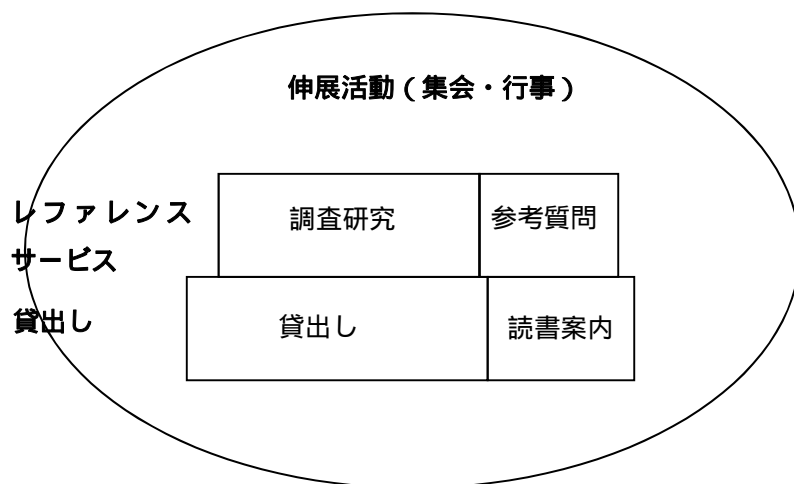 伸展活動(集会・行事)
レファレンス
サービス
調査研究
参考質問
貸出し
貸出し
読書案内